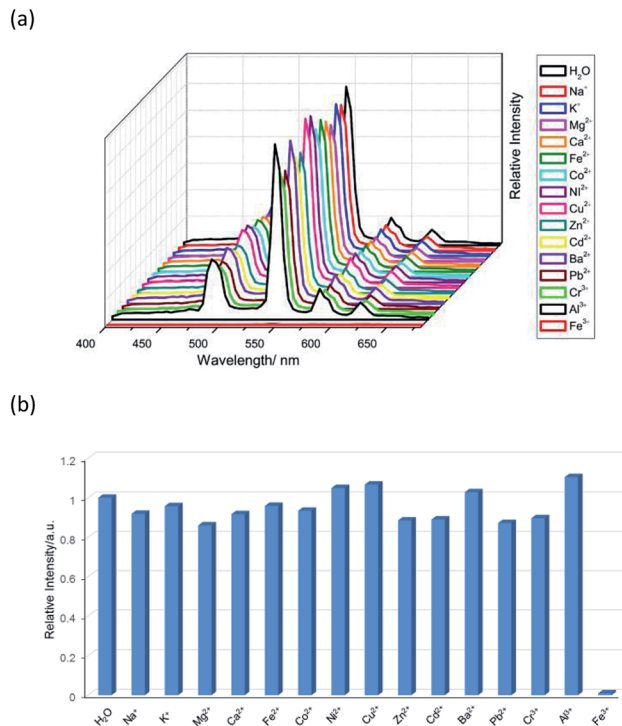 (a)
Relative Intensity
H₂O
Na⁺
K⁺
Mg²⁺
Ca²⁺
Fe²⁺
Co²⁺
NI²⁺
Cu²⁺
Zn²⁺
Cd²⁺
Ba²⁺
Pb²⁺
Cr³⁺
Al³⁺
Fe³⁺
400 450 500 550 600 650
Wavelength/ nm
(b)
Relative Intensity/a.u.
1.2
1
0.8
0.6
0.4
0.2
0
H₂O Na⁺ K⁺ Mg²⁺ Ca²⁺ Fe²⁺ Co²⁺ Ni²⁺ Cu²⁺ Zn²⁺ Cd²⁺ Ba²⁺ Pb²⁺ Cr³⁺ Al³⁺ Fe³⁺